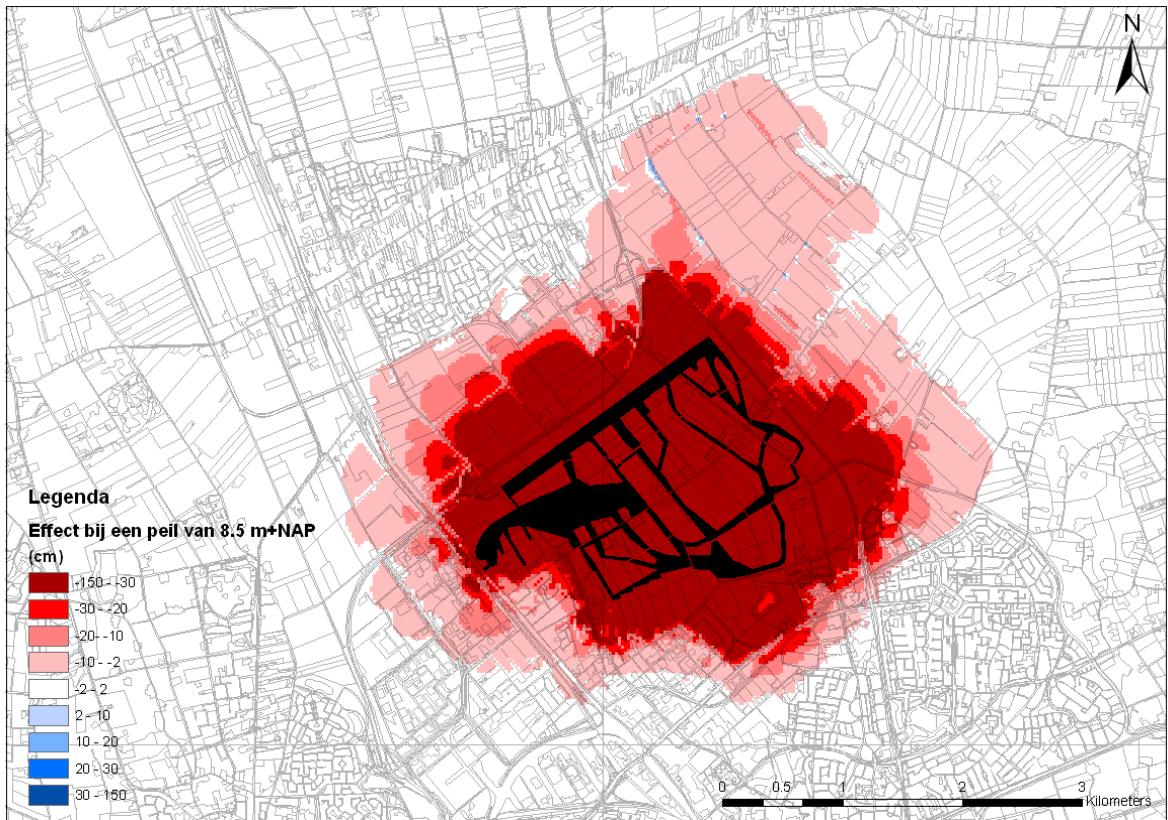 N
Legenda
Effect bij een peil van 8.5 m+NAP
(cm)
-150 - -30
-30 - -20
-20 - -10
-10 - -2
-2 - 2
2 - 10
10 - 20
20 - 30
30 - 150
0 0.5 1 2 3
Kilometers